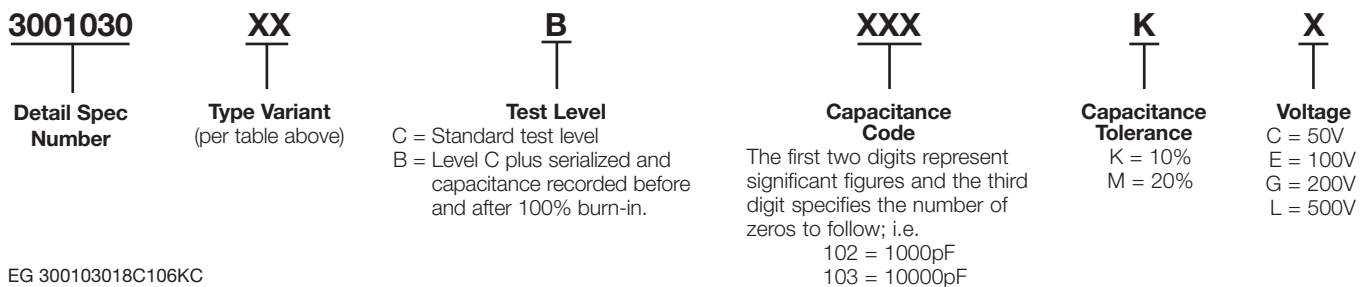 3001030
XX
B
XXX
K
X
Detail Spec
Number
Type Variant
(per table above)
Test Level
C = Standard test level
B = Level C plus serialized and
capacitance recorded before
and after 100% burn-in.
Capacitance
Code
The first two digits represent
significant figures and the third
digit specifies the number of
zeros to follow; i.e.
102 = 1000pF
103 = 10000pF
Capacitance
Tolerance
K = 10%
M = 20%
Voltage
C = 50V
E = 100V
G = 200V
L = 500V
EG 300103018C106KC